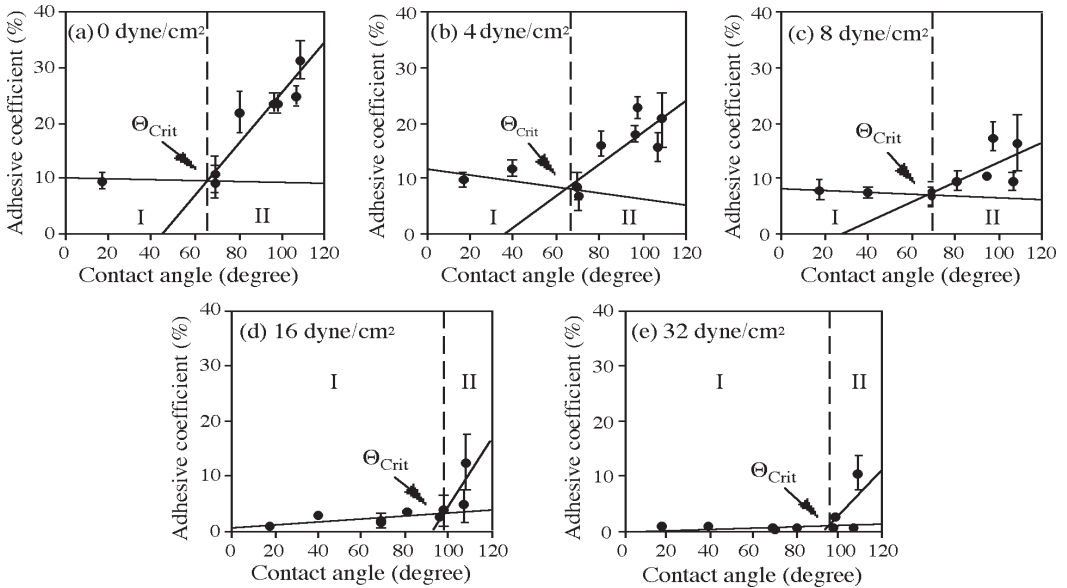 (a) 0 dyne/cm²
Adhesive coefficient (%)
40
30
20
10
0
ΘCrit
I
II
0 20 40 60 80 100 120
Contact angle (degree)
(b) 4 dyne/cm²
Adhesive coefficient (%)
40
30
20
10
0
ΘCrit
I
II
0 20 40 60 80 100 120
Contact angle (degree)
(c) 8 dyne/cm²
Adhesive coefficient (%)
40
30
20
10
0
ΘCrit
I
II
0 20 40 60 80 100 120
Contact angle (degree)
(d) 16 dyne/cm²
Adhesive coefficient (%)
40
30
20
10
0
I
II
ΘCrit
0 20 40 60 80 100 120
Contact angle (degree)
(e) 32 dyne/cm²
Adhesive coefficient (%)
40
30
20
10
0
I
II
ΘCrit
0 20 40 60 80 100 120
Contact angle (degree)